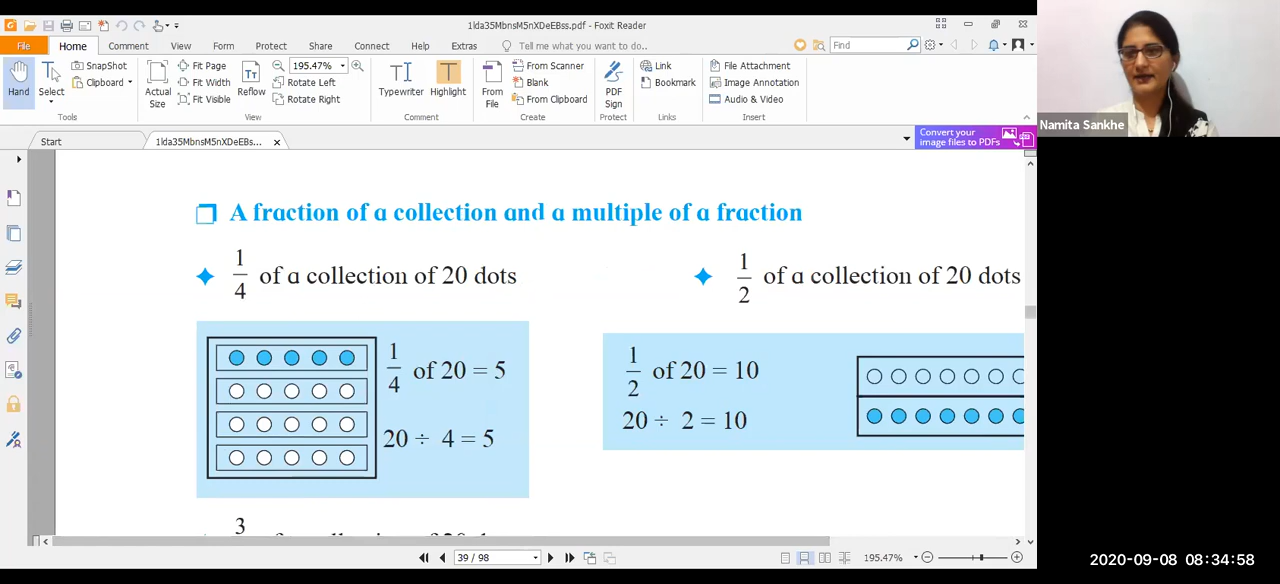 1lda35MbnsM5nXDeEBss.pdf - Foxit Reader
File Home Comment View Form Protect Share Connect Help Extras Tell me what you want to do.. Find
Hand
Select
SnapShot
Clipboard
Tools
Actual Size
Fit Page
Fit Width
Fit Visible
Reflow
195.47%
Rotate Left
Rotate Right
View
Typewriter
Highlight
Comment
From File
From Scanner
Blank
From Clipboard
Create
PDF Sign
Protect
Link
Bookmark
Links
File Attachment
Image Annotation
Audio & Video
Insert
Namita Sankhe
Start
1lda35MbnsM5nXDeEBs...
Convert your image files to PDFs
A fraction of a collection and a multiple of a fraction
1/4 of a collection of 20 dots
1/2 of a collection of 20 dots
1/4 of 20 = 5
20 ÷ 4 = 5
1/2 of 20 = 10
20 ÷ 2 = 10
3
39 / 98
195.47%
2020-09-08 08:34:58